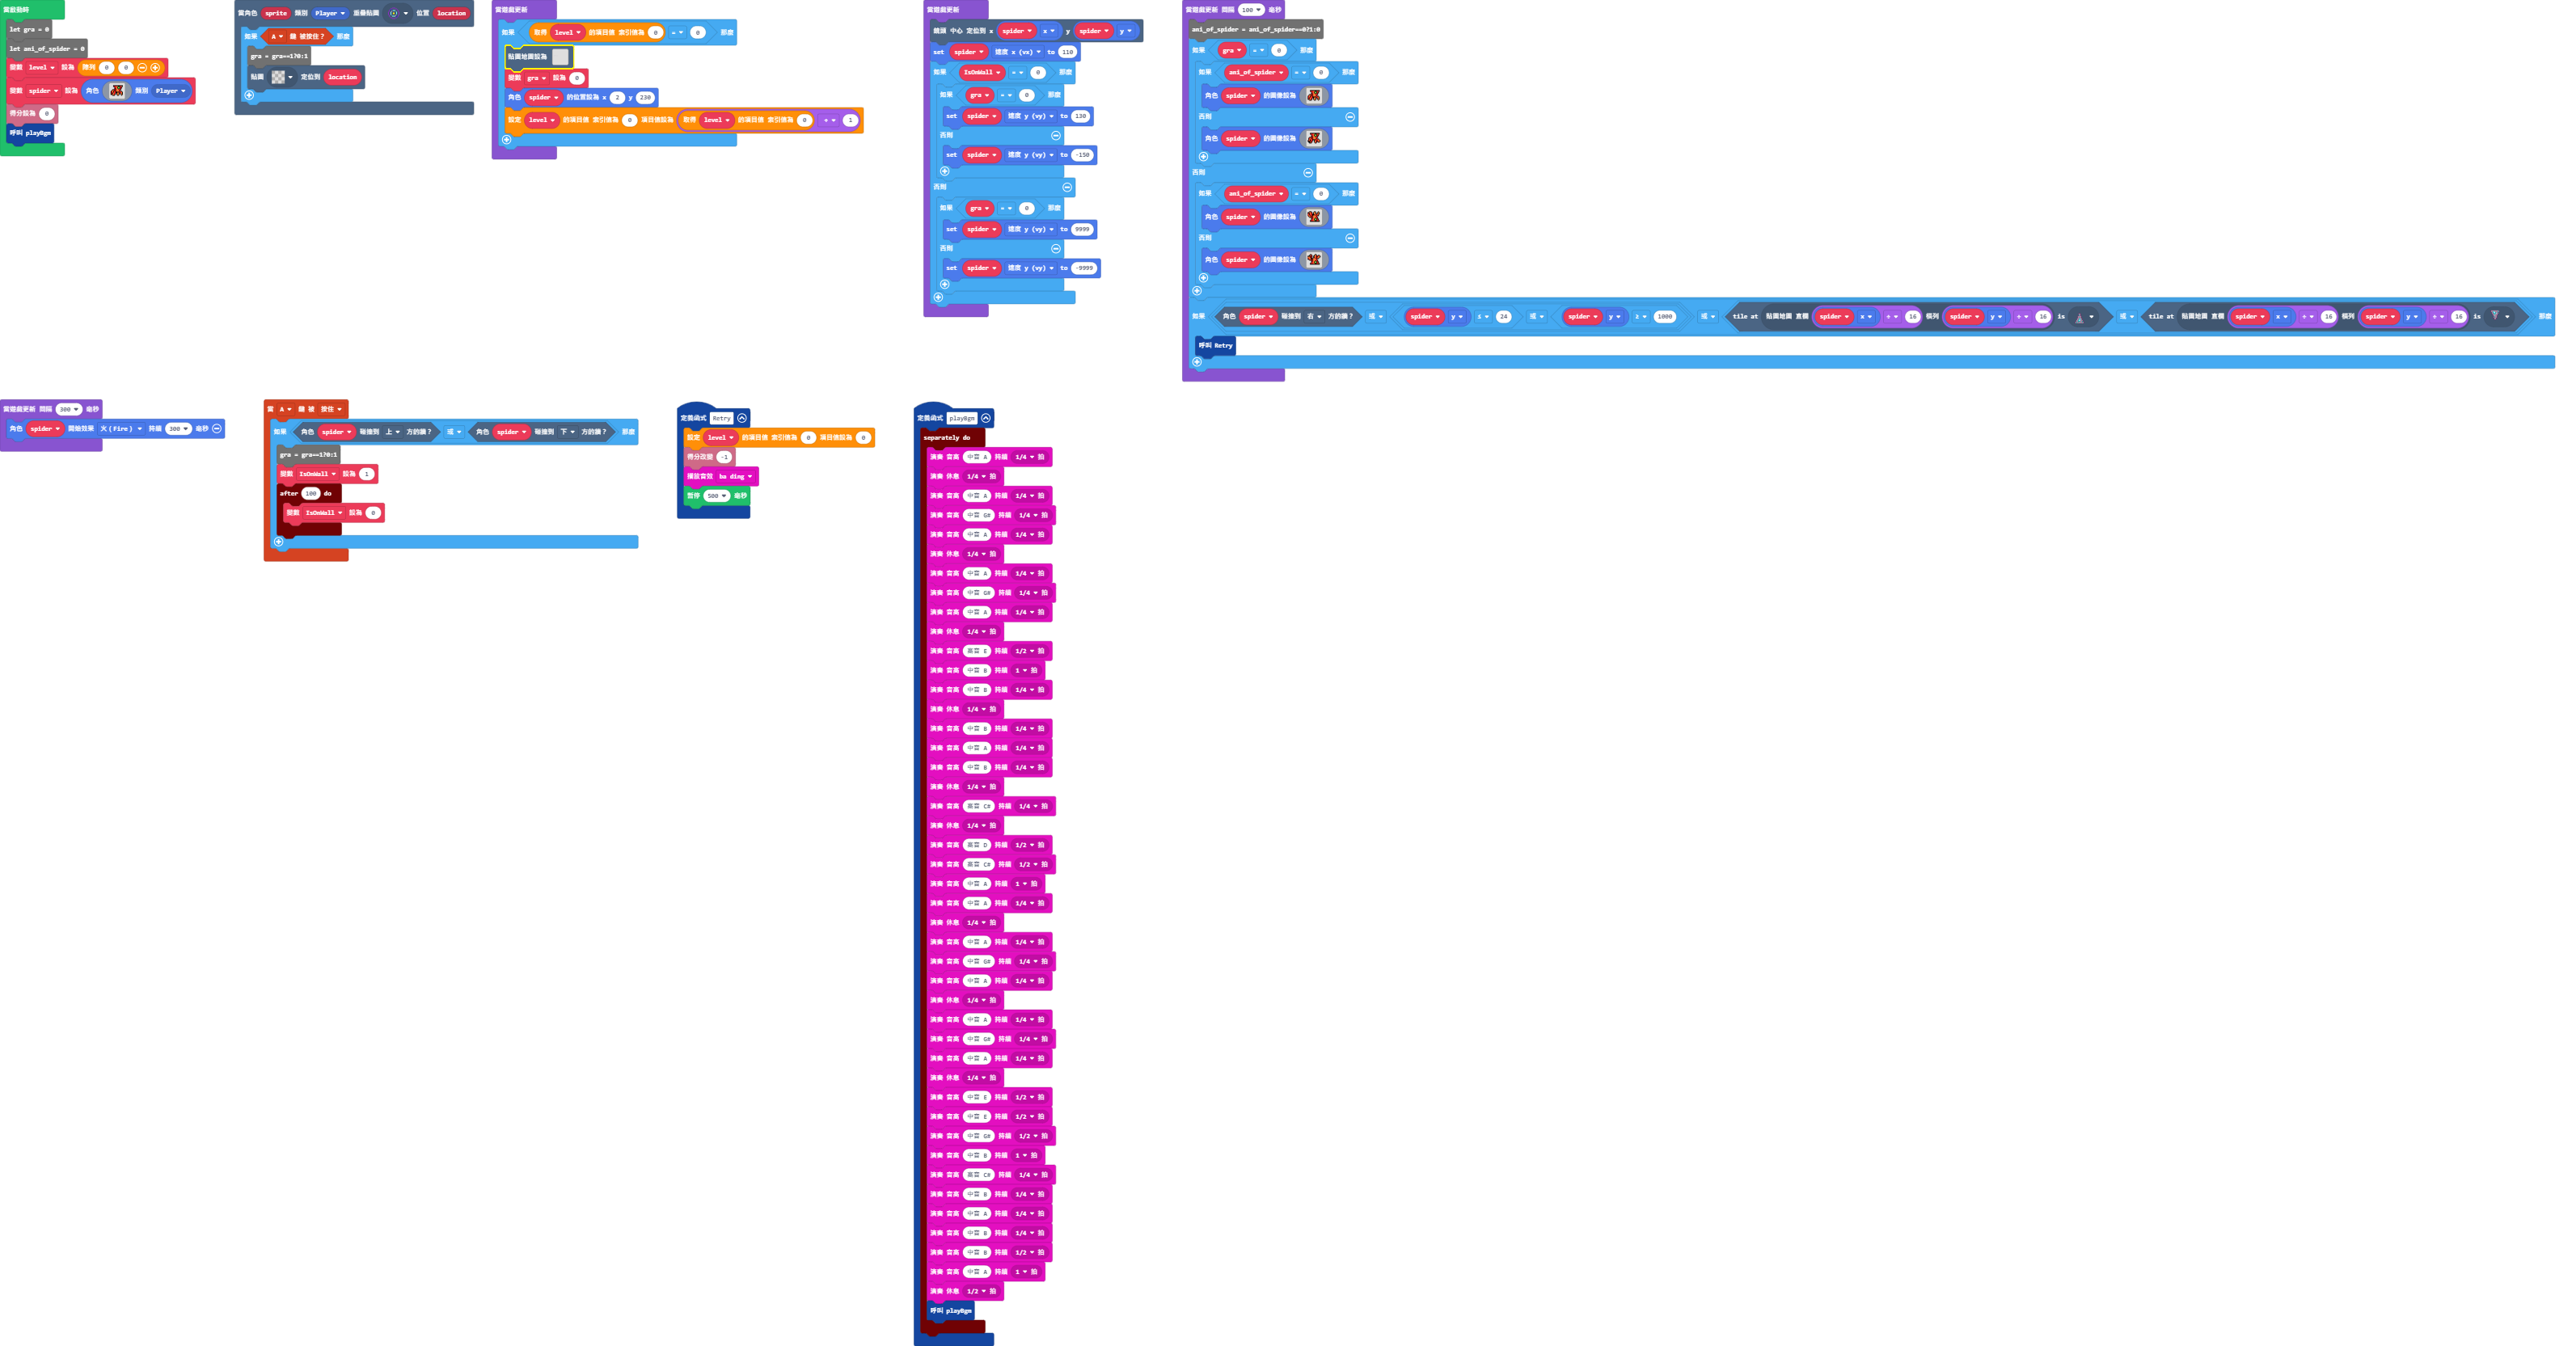 當啟動時
let gra = 0
let ani_of_spider = 0
變數 level 設為 陣列 0 0
變數 spider 設為 角色 類別 Player
得分設為 0
呼叫 playBgm
當角色 sprite 類別 Player 重疊貼圖 位置 location
如果 A 鍵 被按住？ 那麼
gra = gra==1?0:1
貼圖 定位到 location
當遊戲更新
如果 取得 level 的項目值 索引值為 0 = 0 那麼
貼圖地圖設為
變數 gra 設為 0
角色 spider 的位置設為 x 2 y 230
設定 level 的項目值 索引值為 0 項目值設為 取得 level 的項目值 索引值為 0 + 1
當遊戲更新
鏡頭 中心 定位到 x spider x y spider y
set spider 速度 x (vx) to 110
如果 IsOnWall = 0 那麼
如果 gra = 0 那麼
set spider 速度 y (vy) to 130
否則
set spider 速度 y (vy) to -150
否則
如果 gra = 0 那麼
set spider 速度 y (vy) to 9999
否則
set spider 速度 y (vy) to -9999
當遊戲更新 間隔 100 毫秒
ani_of_spider = ani_of_spider==0?1:0
如果 gra = 0 那麼
如果 ani_of_spider = 0 那麼
角色 spider 的圖像設為
否則
角色 spider 的圖像設為
否則
如果 ani_of_spider = 0 那麼
角色 spider 的圖像設為
否則
角色 spider 的圖像設為
如果 角色 spider 碰撞到 右 方的牆？ 或 spider y ≤ 24 或 spider y ≥ 1000 或 tile at 貼圖地圖 直欄 spider x ÷ 16 橫列 spider y ÷ 16 is 或 tile at 貼圖地圖 直欄 spider x ÷ 16 橫列 spider y ÷ 16 is 那麼
呼叫 Retry
當遊戲更新 間隔 300 毫秒
角色 spider 開始效果 火(Fire) 持續 300 毫秒
當 A 鍵 被 按住
如果 角色 spider 碰撞到 上 方的牆？ 或 角色 spider 碰撞到 下 方的牆？ 那麼
gra = gra==1?0:1
變數 IsOnWall 設為 1
after 100 do
變數 IsOnWall 設為 0
定義函式 Retry
設定 level 的項目值 索引值為 0 項目值設為 0
得分改變 -1
播放音效 ba ding
暫停 500 毫秒
定義函式 playBgm
separately do
演奏 音高 中音 A 持續 1/4 拍
演奏 休息 1/4 拍
演奏 音高 中音 A 持續 1/4 拍
演奏 音高 中音 G# 持續 1/4 拍
演奏 音高 中音 A 持續 1/4 拍
演奏 休息 1/4 拍
演奏 音高 中音 A 持續 1/4 拍
演奏 音高 中音 G# 持續 1/4 拍
演奏 音高 中音 A 持續 1/4 拍
演奏 休息 1/4 拍
演奏 音高 高音 E 持續 1/2 拍
演奏 音高 中音 B 持續 1 拍
演奏 音高 中音 B 持續 1/4 拍
演奏 休息 1/4 拍
演奏 音高 中音 B 持續 1/4 拍
演奏 音高 中音 A 持續 1/4 拍
演奏 音高 中音 B 持續 1/4 拍
演奏 休息 1/4 拍
演奏 音高 高音 C# 持續 1/4 拍
演奏 休息 1/4 拍
演奏 音高 高音 D 持續 1/2 拍
演奏 音高 高音 C# 持續 1/2 拍
演奏 音高 中音 A 持續 1 拍
演奏 音高 中音 A 持續 1/4 拍
演奏 休息 1/4 拍
演奏 音高 中音 A 持續 1/4 拍
演奏 音高 中音 G# 持續 1/4 拍
演奏 音高 中音 A 持續 1/4 拍
演奏 休息 1/4 拍
演奏 音高 中音 A 持續 1/4 拍
演奏 音高 中音 G# 持續 1/4 拍
演奏 音高 中音 A 持續 1/4 拍
演奏 休息 1/4 拍
演奏 音高 中音 E 持續 1/2 拍
演奏 音高 中音 E 持續 1/2 拍
演奏 音高 中音 G# 持續 1/2 拍
演奏 音高 中音 B 持續 1 拍
演奏 音高 高音 C# 持續 1/4 拍
演奏 音高 中音 B 持續 1/4 拍
演奏 音高 中音 A 持續 1/4 拍
演奏 音高 中音 B 持續 1/4 拍
演奏 音高 中音 B 持續 1/2 拍
演奏 音高 中音 A 持續 1 拍
演奏 休息 1/2 拍
呼叫 playBgm